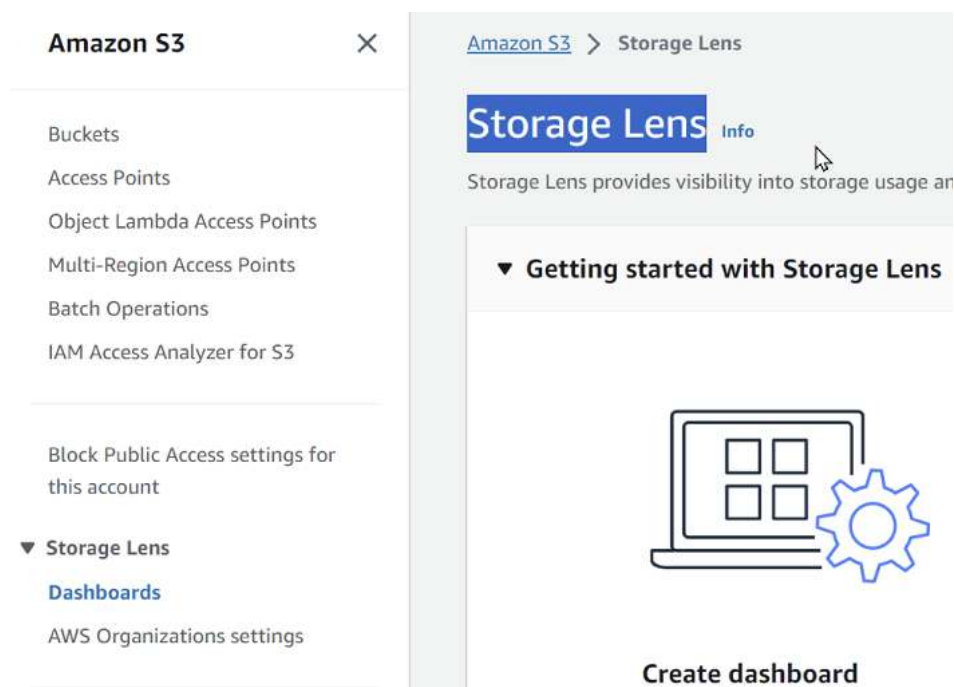 Amazon S3
Buckets
Access Points
Object Lambda Access Points
Multi-Region Access Points
Batch Operations
IAM Access Analyzer for S3
Block Public Access settings for
this account
Storage Lens
Dashboards
AWS Organizations settings
Amazon S3 > Storage Lens
Storage Lens Info
Storage Lens provides visibility into storage usage an
Getting started with Storage Lens
Create dashboard